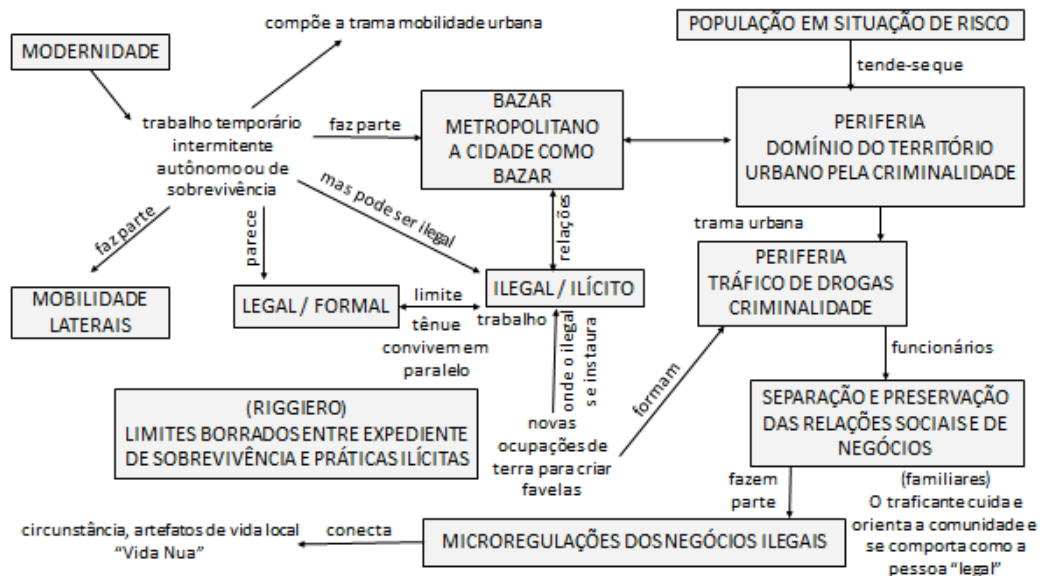 compõe a trama mobilidade urbana
POPULAÇÃO EM SITUAÇÃO DE RISCO
MODERNIDADE
tende-se que
trabalho temporário
intermitente
autônomo ou de
sobrevivência
faz parte
BAZAR
METROPOLITANO
A CIDADE COMO
BAZAR
PERIFERIA
DOMÍNIO DO TERRITÓRIO
URBANO PELA CRIMINALIDADE
faz parte
parece
mas pode ser ilegal
relações
trama urbana
MOBILIDADE
LATERAIS
LEGAL / FORMAL
limite
tênue
convivem em
paralelo
ILEGAL / ILÍCITO
trabalho
PERIFERIA
TRÁFICO DE DROGAS
CRIMINALIDADE
onde o ilegal
se instaura
formam
funcionários
(RIGGIERO)
LIMITES BORRADOS ENTRE EXPEDIENTE
DE SOBREVIVÊNCIA E PRÁTICAS ILÍCITAS
novas
ocupações de
terra para criar
favelas
SEPARAÇÃO E PRESERVAÇÃO
DAS RELAÇÕES SOCIAIS E DE
NEGÓCIOS
fazem
parte
(familiares)
O traficante cuida e
orienta a comunidade e
se comporta como a
pessoa “legal”
circunstância, artefatos de vida local
“Vida Nua”
conecta
MICROREGULAÇÕES DOS NEGÓCIOS ILEGAIS